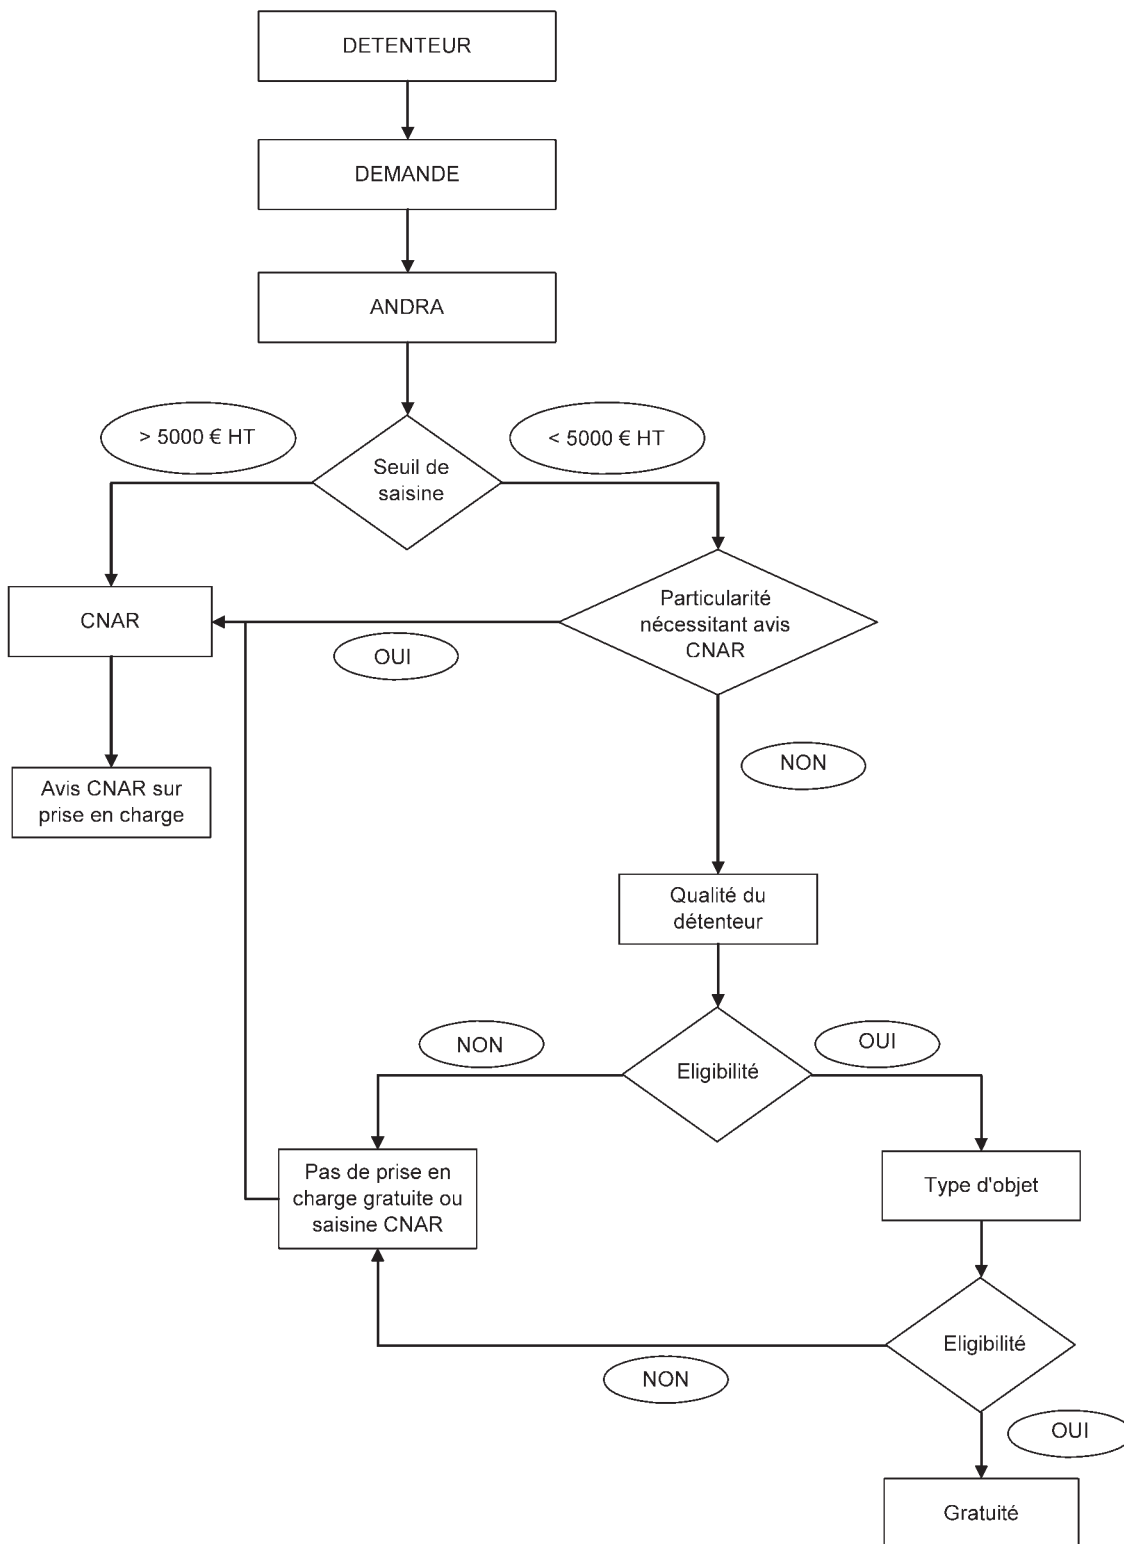 DETENTEUR
DEMANDE
ANDRA
> 5000 € HT
< 5000 € HT
Seuil de
saisine
CNAR
Particularité
nécessitant avis
CNAR
OUI
NON
Avis CNAR sur
prise en charge
Qualité du
détenteur
NON
OUI
Eligibilité
Pas de prise en
charge gratuite ou
saisine CNAR
Type d'objet
Eligibilité
NON
OUI
Gratuité